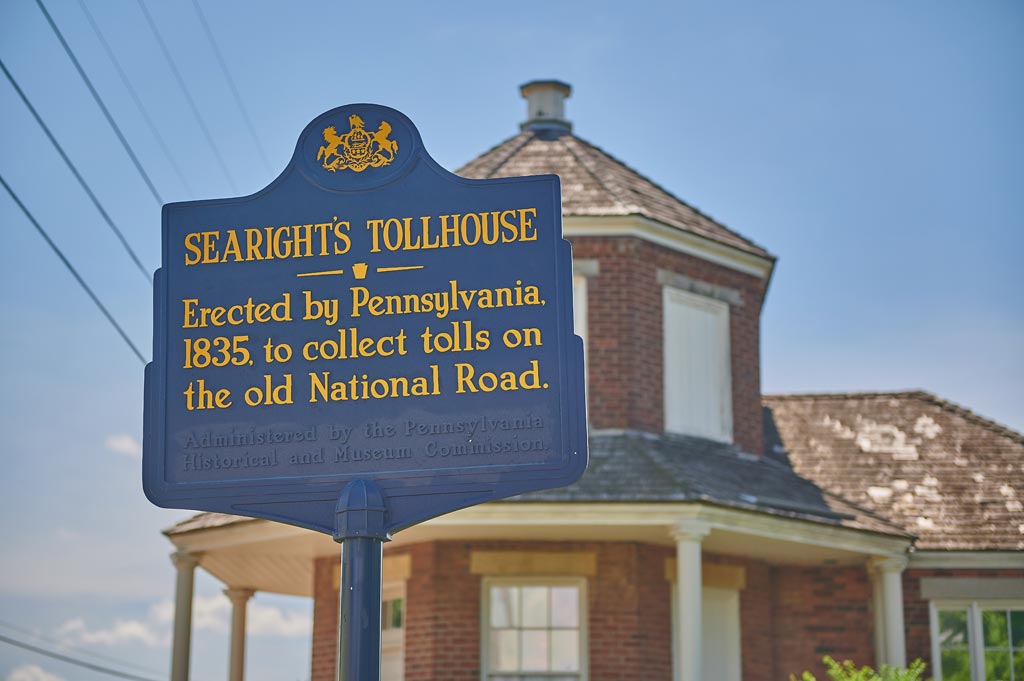 SEARIGHT'S TOLLHOUSE
Erected by Pennsylvania,
1835, to collect tolls on
the old National Road.
Administered by the Pennsylvania
Historical and Museum Commission.